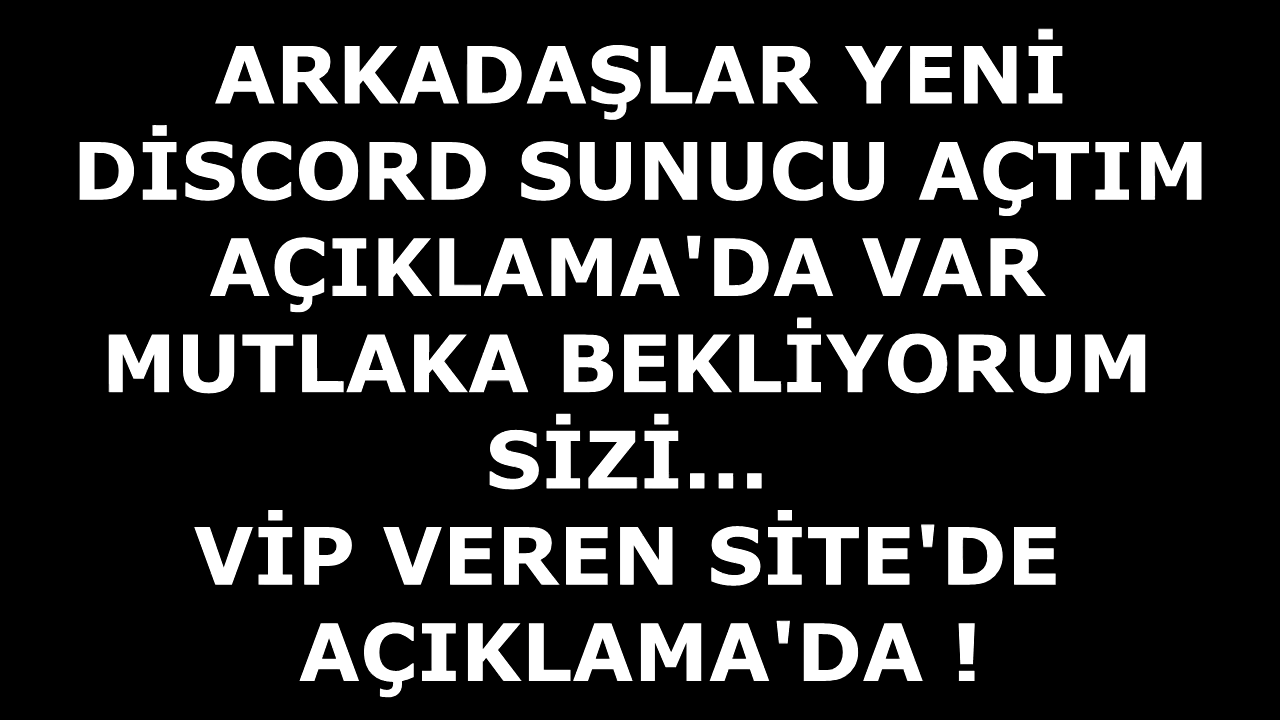 ARKADAŞLAR YENİ
DİSCORD SUNUCU AÇTIM
AÇIKLAMA'DA VAR
MUTLAKA BEKLİYORUM
SİZİ...
VİP VEREN SİTE'DE
AÇIKLAMA'DA !